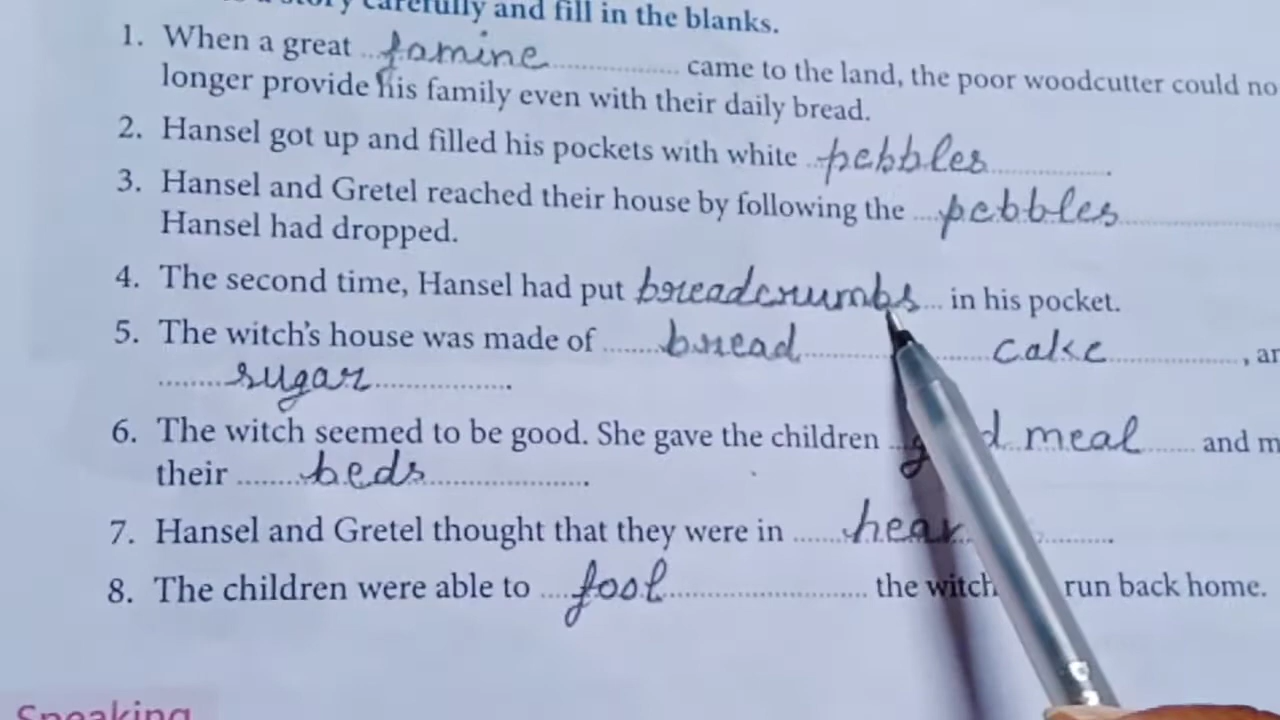 story carefully and fill in the blanks.
1. When a great famine came to the land, the poor woodcutter could no
longer provide his family even with their daily bread.
2. Hansel got up and filled his pockets with white pebbles.
3. Hansel and Gretel reached their house by following the pebbles
Hansel had dropped.
4. The second time, Hansel had put breadcrumbs in his pocket.
5. The witch's house was made of bread cake,
sugar.
6. The witch seemed to be good. She gave the children meal and
their beds.
7. Hansel and Gretel thought that they were in
8. The children were able to fool the witch run back home.
Speaking